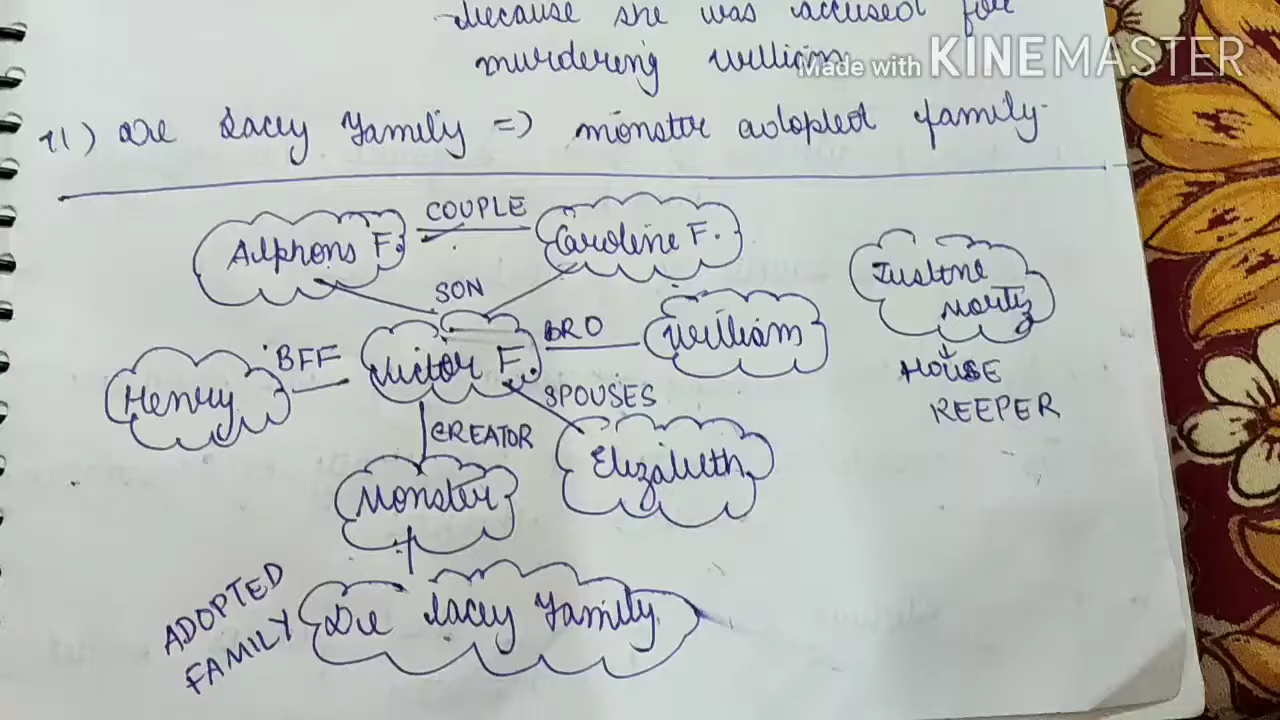 because she was accused for
murdering william
Made with KINEMASTER
11) De Lacey Family => monster adopted family
COUPLE
Alphons F.
Caroline F.
SON
Justine
Moritz
BRO
William
BFF
Victor F.
Henry
HOUSE
KEEPER
SPOUSES
CREATOR
Elizabeth
Monster
ADOPTED
FAMILY
De Lacey Family